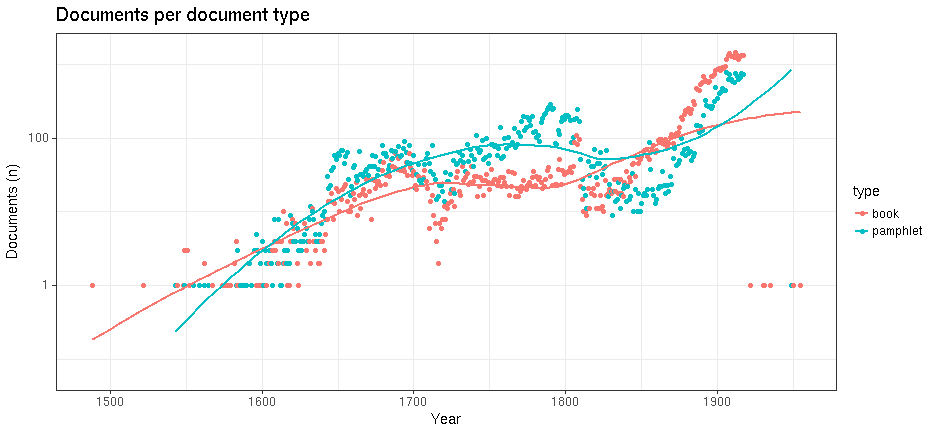 Documents per document type
Documents (n)
100
1
1500
1600
1700
1800
1900
Year
type
book
pamphlet